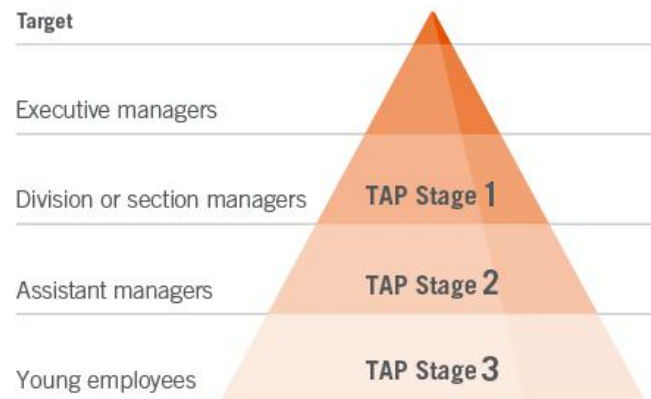 Target
Executive managers
Division or section managers TAP Stage 1
Assistant managers TAP Stage 2
Young employees TAP Stage 3